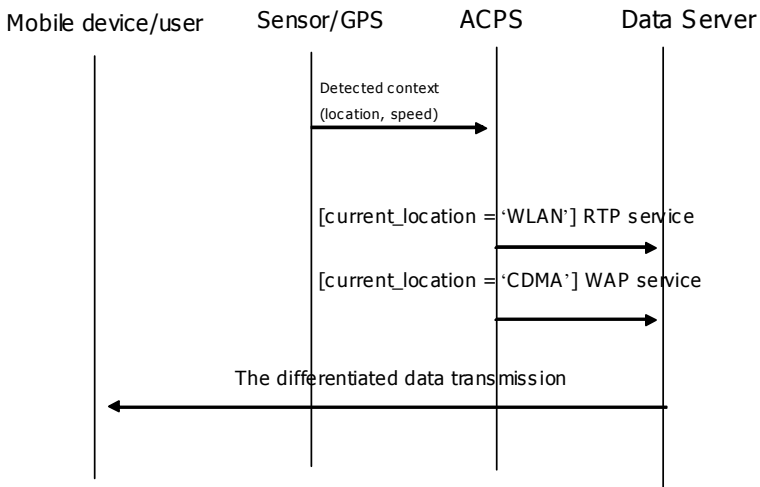 Mobile device/user Sensor/GPS ACPS Data Server
Detected context
(location, speed)
[current_location = ‘WLAN’] RTP service
[current_location = ‘CDMA’] WAP service
The differentiated data transmission